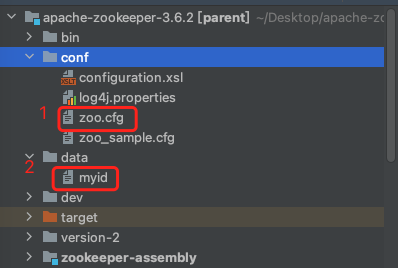 apache-zookeeper-3.6.2 [parent] ~/Desktop/apache-zo
bin
conf
configuration.xsl
log4j.properties
1 zoo.cfg
zoo_sample.cfg
data
2 myid
dev
target
version-2
zookeeper-assembly